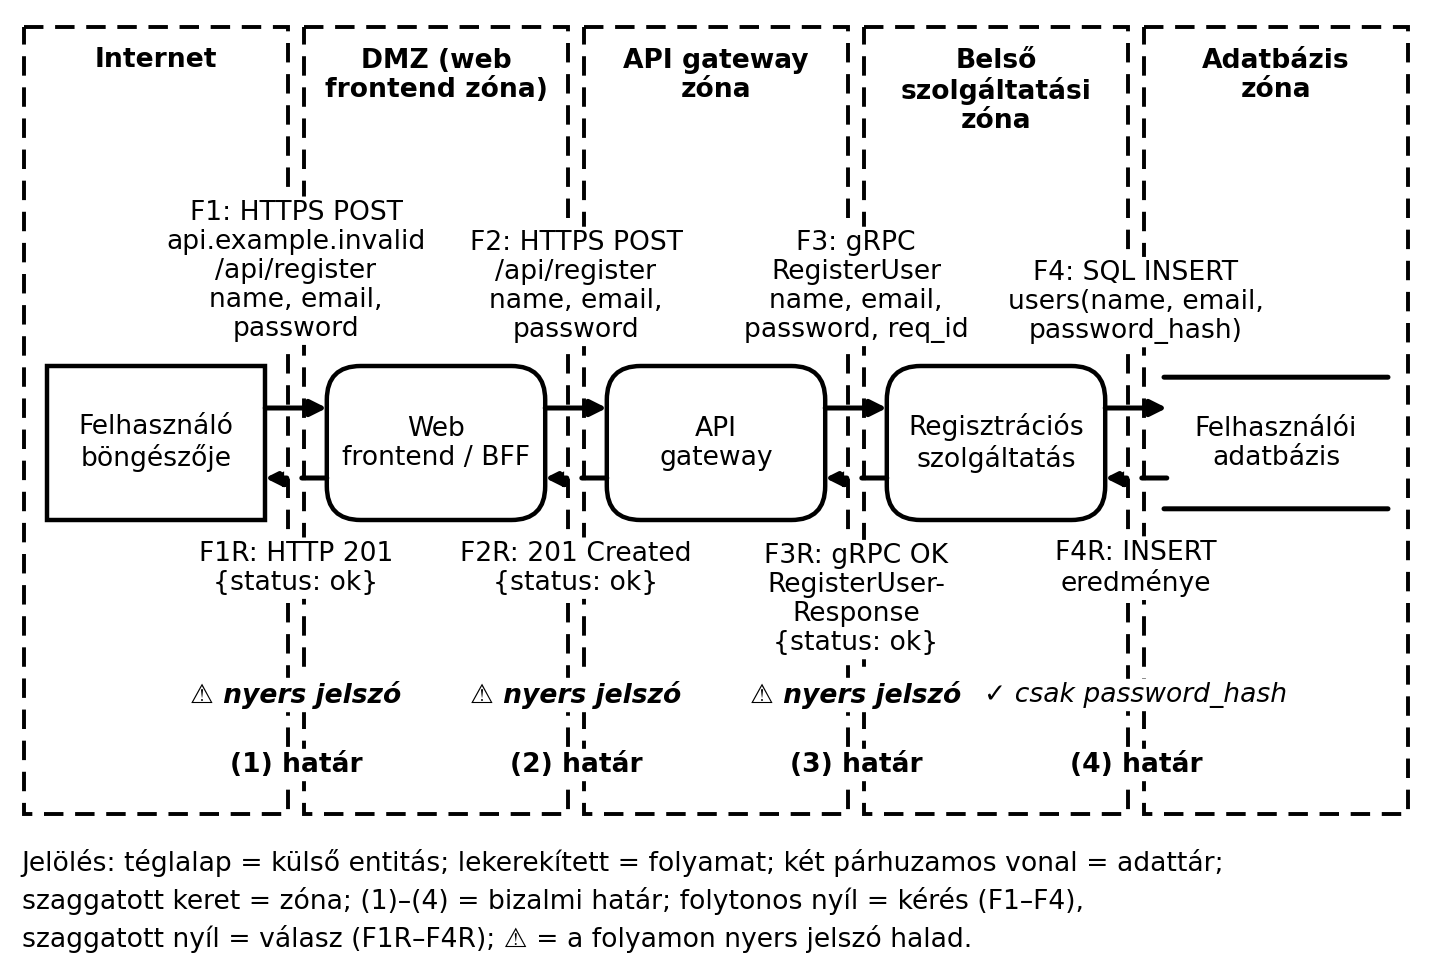 Internet
DMZ (web
frontend zóna)
API gateway
zóna
Belső
szolgáltatási
zóna
Adatbázis
zóna
F1: HTTPS POST
api.example.invalid
/api/register
name, email,
password
F2: HTTPS POST
/api/register
name, email,
password
F3: gRPC
RegisterUser
name, email,
password, req_id
F4: SQL INSERT
users(name, email,
password_hash)
Felhasználó
böngészője
Web
frontend / BFF
API
gateway
Regisztrációs
szolgáltatás
Felhasználói
adatbázis
F1R: HTTP 201
{status: ok}
F2R: 201 Created
{status: ok}
F3R: gRPC OK
RegisterUser-
Response
{status: ok}
F4R: INSERT
eredménye
⚠ nyers jelszó
⚠ nyers jelszó
⚠ nyers jelszó
✓ csak password_hash
(1) határ
(2) határ
(3) határ
(4) határ
Jelölés: téglalap = külső entitás; lekerekített = folyamat; két párhuzamos vonal = adattár;
szaggatott keret = zóna; (1)–(4) = bizalmi határ; folytonos nyíl = kérés (F1–F4),
szaggatott nyíl = válasz (F1R–F4R); ⚠ = a folyamon nyers jelszó halad.